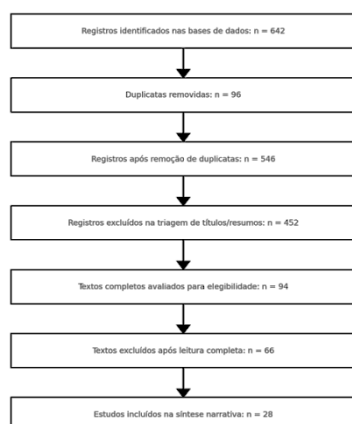 Registros identificados nas bases de dados: n = 642
Duplicatas removidas: n = 96
Registros após remoção de duplicatas: n = 546
Registros excluídos na triagem de títulos/resumos: n = 452
Textos completos avaliados para elegibilidade: n = 94
Textos excluídos após leitura completa: n = 66
Estudos incluídos na síntese narrativa: n = 28